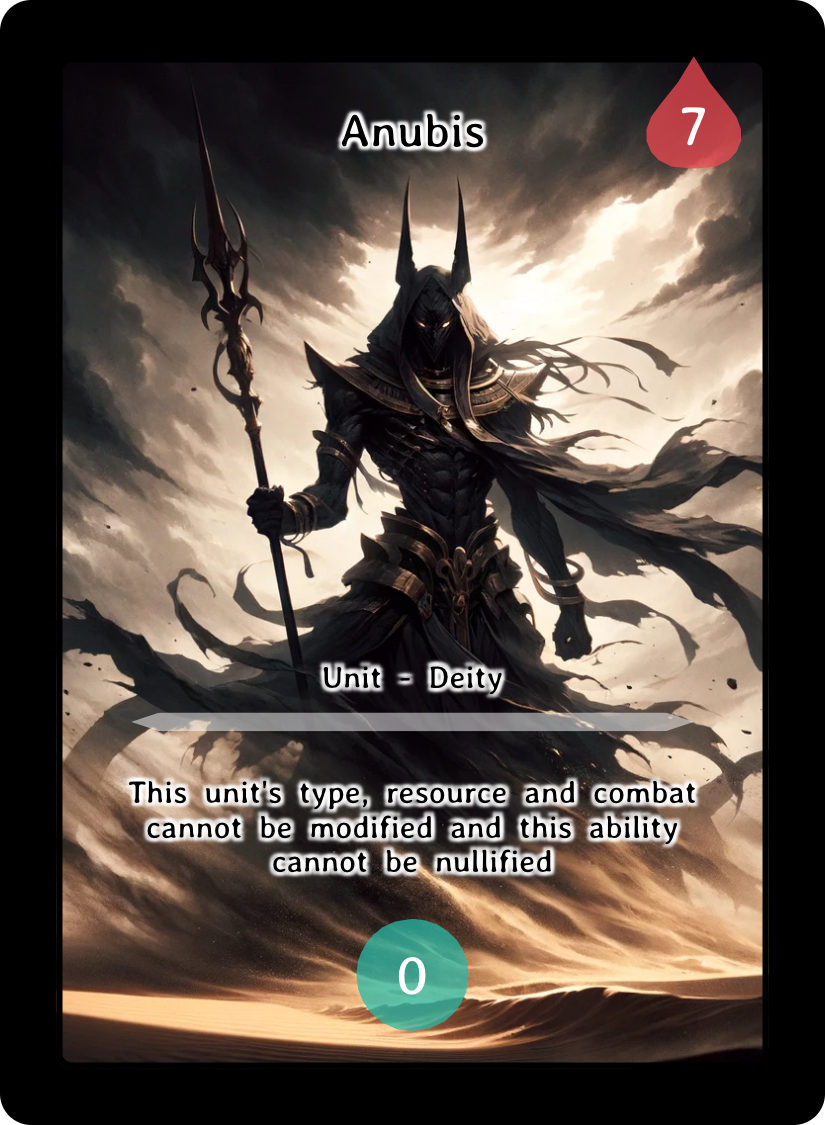 Anubis
7
Unit - Deity
This unit's type, resource and combat
cannot be modified and this ability
cannot be nullified
0